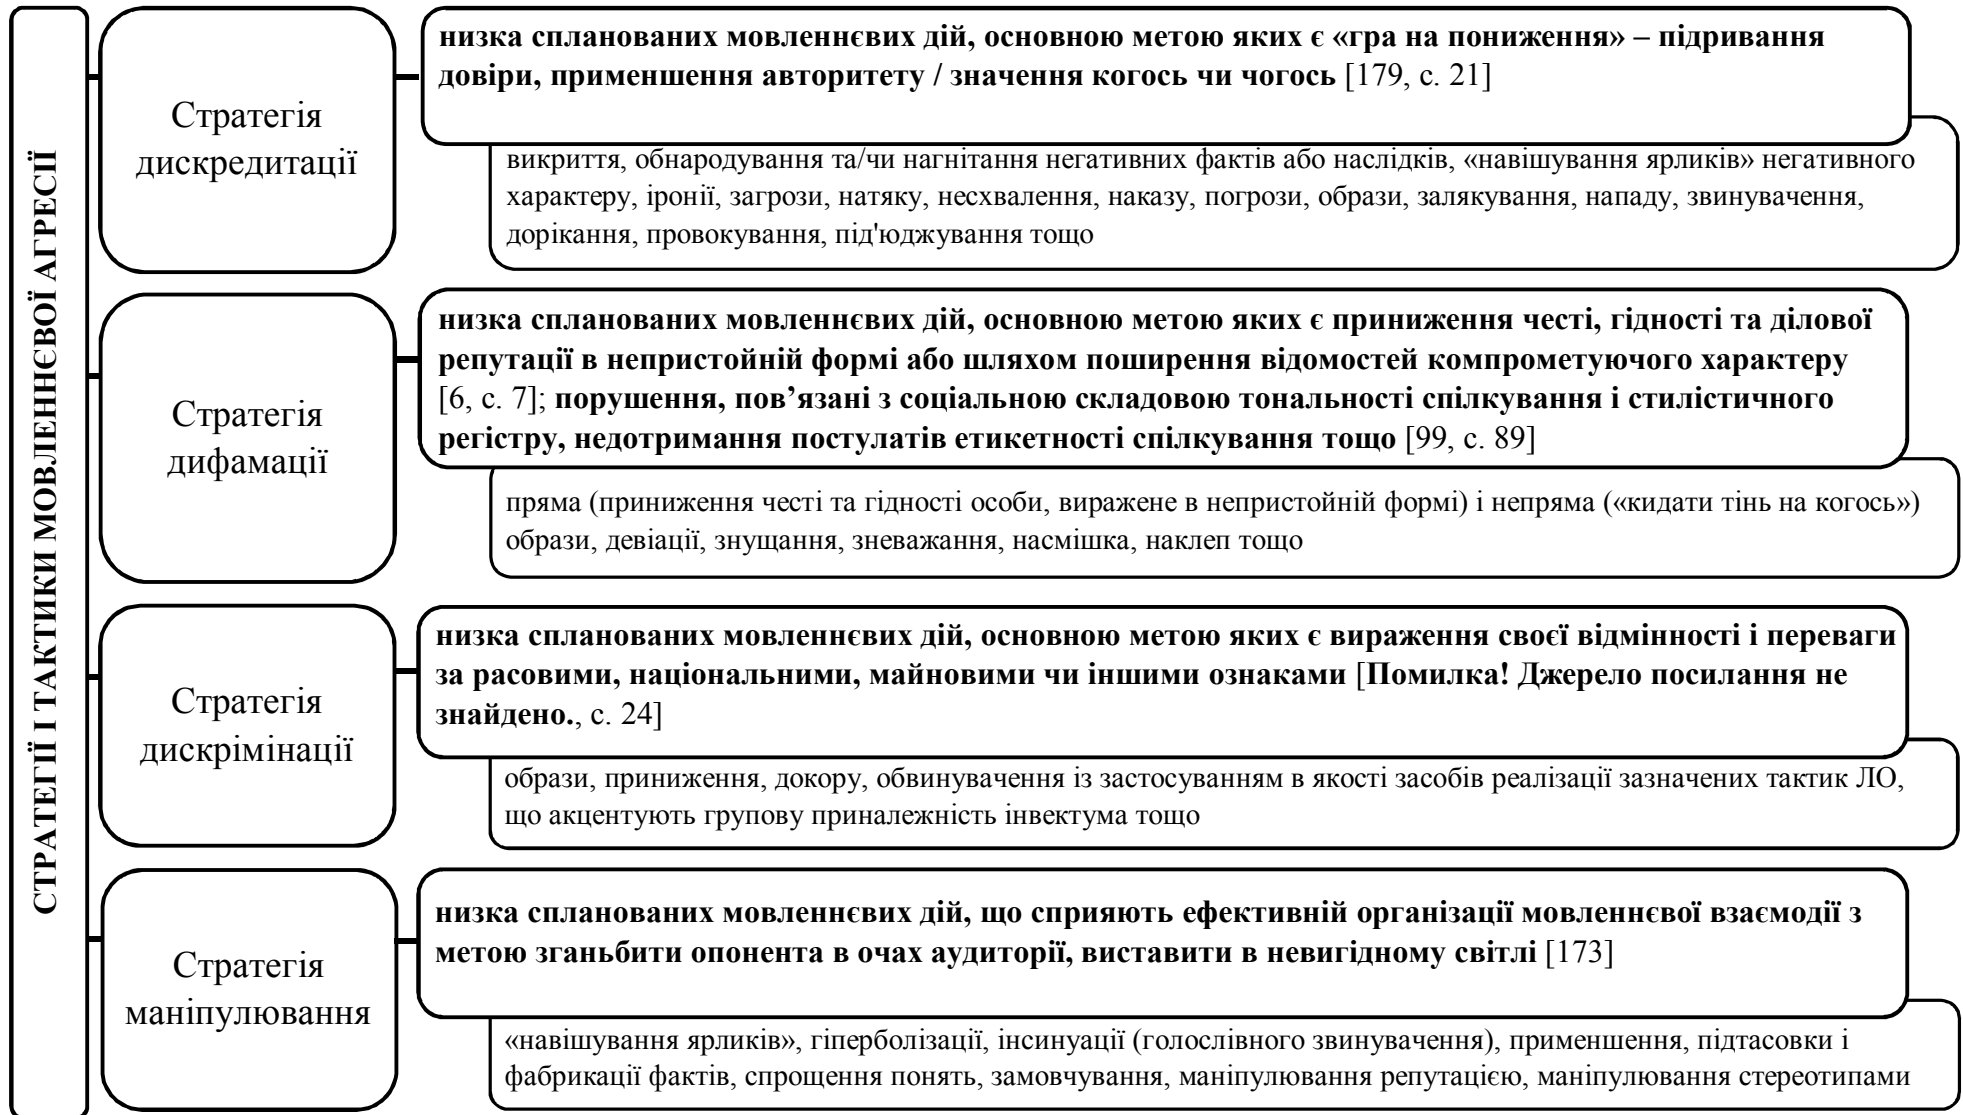 СТРАТЕГІЇ І ТАКТИКИ МОВЛЕННЄВОЇ АГРЕСІЇ
Стратегія
дискредитації
низка спланованих мовленнєвих дій, основною метою яких є «гра на пониження» – підривання
довіри, применшення авторитету / значення когось чи чогось [179, с. 21]
викриття, обнародування та/чи нагнітання негативних фактів або наслідків, «навішування ярликів» негативного
характеру, іронії, загрози, натяку, несхвалення, наказу, погрози, образи, залякування, нападу, звинувачення,
дорікання, провокування, під'юджування тощо
Стратегія
дифамації
низка спланованих мовленнєвих дій, основною метою яких є приниження честі, гідності та ділової
репутації в непристойній формі або шляхом поширення відомостей компрометуючого характеру
[6, с. 7]; порушення, пов’язані з соціальною складовою тональності спілкування і стилістичного
регістру, недотримання постулатів етикетності спілкування тощо [99, с. 89]
пряма (приниження честі та гідності особи, виражене в непристойній формі) і непряма («кидати тінь на когось»)
образи, девіації, знущання, зневажання, насмішка, наклеп тощо
Стратегія
дискрімінації
низка спланованих мовленнєвих дій, основною метою яких є вираження своєї відмінності і переваги
за расовими, національними, майновими чи іншими ознаками [Помилка! Джерело посилання не
знайдено., с. 24]
образи, приниження, докору, обвинувачення із застосуванням в якості засобів реалізації зазначених тактик ЛО,
що акцентують групову приналежність інвектума тощо
Стратегія
маніпулювання
низка спланованих мовленнєвих дій, що сприяють ефективній організації мовленнєвої взаємодії з
метою зганьбити опонента в очах аудиторії, виставити в невигідному світлі [173]
«навішування ярликів», гіперболізації, інсинуації (голослівного звинувачення), применшення, підтасовки і
фабрикації фактів, спрощення понять, замовчування, маніпулювання репутацією, маніпулювання стереотипами